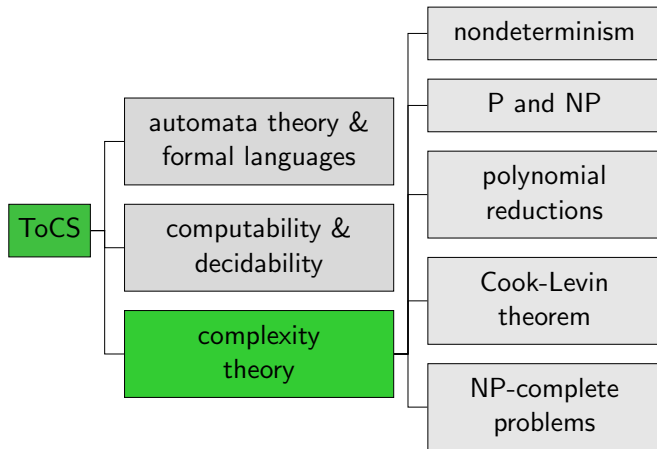 ToCS
automata theory &
formal languages
computability &
decidability
complexity
theory
nondeterminism
P and NP
polynomial
reductions
Cook-Levin
theorem
NP-complete
problems